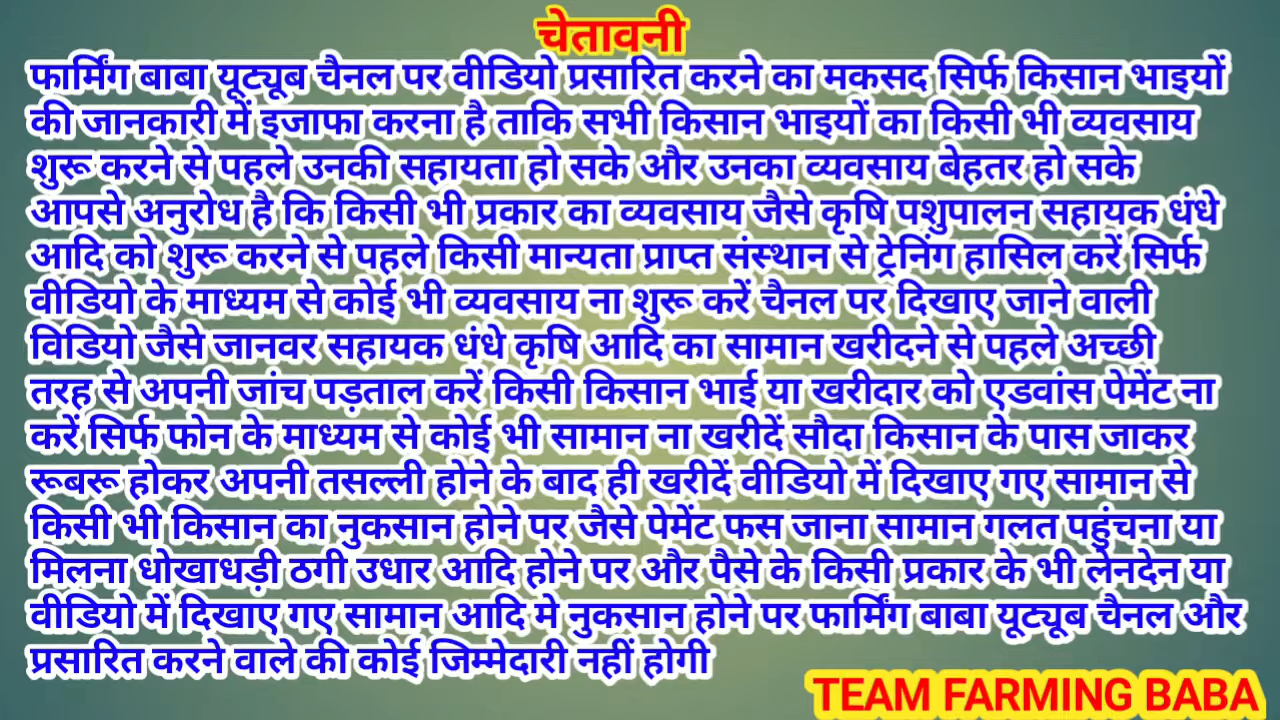 चेतावनी
फार्मिंग बाबा यूट्यूब चैनल पर वीडियो प्रसारित करने का मकसद सिर्फ किसान भाइयों
की जानकारी में इजाफा करना है ताकि सभी किसान भाइयों का किसी भी व्यवसाय
शुरू करने से पहले उनकी सहायता हो सके और उनका व्यवसाय बेहतर हो सके
आपसे अनुरोध है कि किसी भी प्रकार का व्यवसाय जैसे कृषि पशुपालन सहायक धंधे
आदि को शुरू करने से पहले किसी मान्यता प्राप्त संस्थान से ट्रेनिंग हासिल करें सिर्फ
वीडियो के माध्यम से कोई भी व्यवसाय ना शुरू करें चैनल पर दिखाए जाने वाली
विडियो जैसे जानवर सहायक धंधे कृषि आदि का सामान खरीदने से पहले अच्छी
तरह से अपनी जांच पड़ताल करें किसी किसान भाई या खरीदार को एडवांस पेमेंट ना
करें सिर्फ फोन के माध्यम से कोई भी सामान ना खरीदें सौदा किसान के पास जाकर
रूबरू होकर अपनी तसल्ली होने के बाद ही खरीदें वीडियो में दिखाए गए सामान से
किसी भी किसान का नुकसान होने पर जैसे पेमेंट फस जाना सामान गलत पहुंचना या
मिलना धोखाधड़ी ठगी उधार आदि होने पर और पैसे के किसी प्रकार के भी लेनदेन या
वीडियो में दिखाए गए सामान आदि मे नुकसान होने पर फार्मिंग बाबा यूट्यूब चैनल और
प्रसारित करने वाले की कोई जिम्मेदारी नहीं होगी
TEAM FARMING BABA